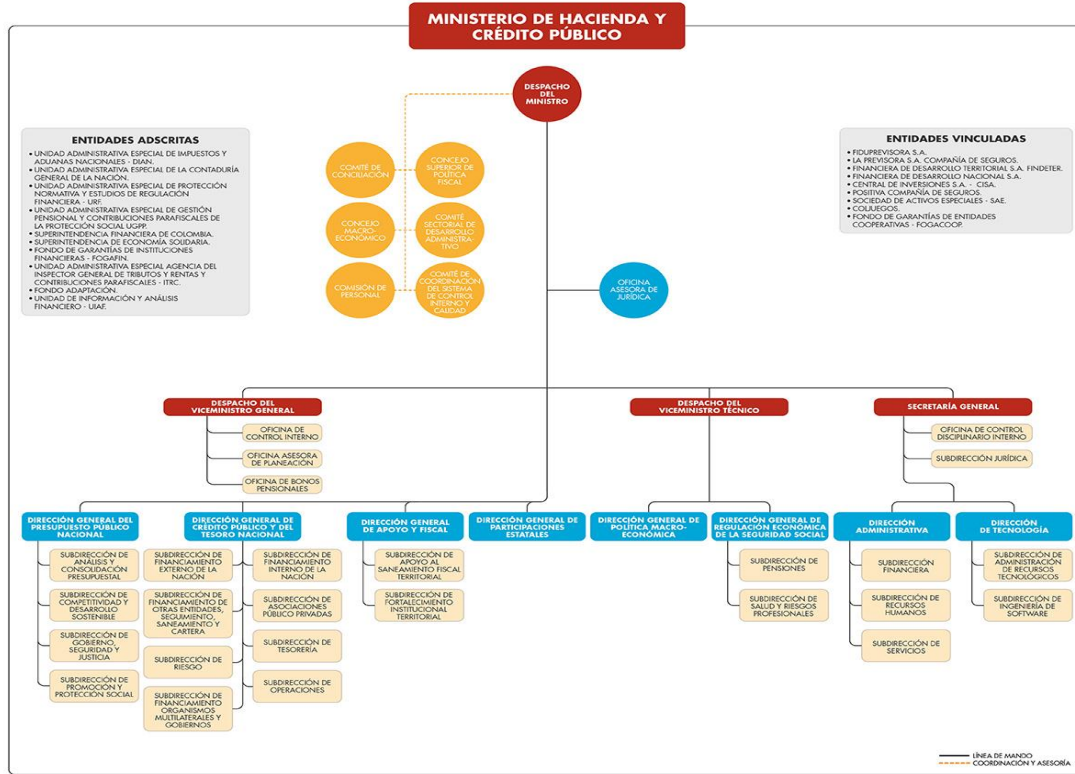 MINISTERIO DE HACIENDA Y
CRÉDITO PÚBLICO
DESPACHO
DEL
MINISTRO
ENTIDADES ADSCRITAS
• UNIDAD ADMINISTRATIVA ESPECIAL DE IMPUESTOS Y
ADUANAS NACIONALES - DIAN.
• UNIDAD ADMINISTRATIVA ESPECIAL DE LA CONTADURÍA
GENERAL DE LA NACIÓN.
• UNIDAD ADMINISTRATIVA ESPECIAL DE PROTECCIÓN
NORMATIVA Y ESTUDIOS DE REGULACIÓN
FINANCIERA - URF.
• UNIDAD ADMINISTRATIVA ESPECIAL DE GESTIÓN
PENSIONAL Y CONTRIBUCIONES PARAFISCALES DE
LA PROTECCIÓN SOCIAL UGPP.
• SUPERINTENDENCIA FINANCIERA DE COLOMBIA.
• SUPERINTENDENCIA DE ECONOMÍA SOLIDARIA.
• FONDO DE GARANTÍAS DE INSTITUCIONES
FINANCIERAS - FOGAFIN.
• UNIDAD ADMINISTRATIVA ESPECIAL AGENCIA DEL
INSPECTOR GENERAL DE TRIBUTOS Y RENTAS Y
CONTRIBUCIONES PARAFISCALES - ITRC.
• FONDO ADAPTACIÓN.
• UNIDAD DE INFORMACIÓN Y ANÁLISIS
FINANCIERO - UIAF.
COMITÉ DE
CONCILIACIÓN
CONCEJO
SUPERIOR DE
POLÍTICA
FISCAL
CONCEJO
MACRO-
ECONÓMICO
COMITÉ
SECTORIAL DE
DESARROLLO
ADMINISTRA-
TIVO
COMISIÓN DE
PERSONAL
COMITÉ DE
COORDINACIÓN
DEL SISTEMA
DE CONTROL
INTERNO Y
CALIDAD
OFICINA
ASESORA DE
JURÍDICA
ENTIDADES VINCULADAS
• FIDUPREVISORA S.A.
• LA PREVISORA S.A. COMPAÑÍA DE SEGUROS.
• FINANCIERA DE DESARROLLO TERRITORIAL S.A. FINDETER.
• FINANCIERA DE DESARROLLO NACIONAL S.A.
• CENTRAL DE INVERSIONES S.A. - CISA.
• POSITIVA COMPAÑÍA DE SEGUROS.
• SOCIEDAD DE ACTIVOS ESPECIALES - SAE.
• COLJUEGOS.
• FONDO DE GARANTÍAS DE ENTIDADES
COOPERATIVAS - FOGACOOP.
DESPACHO DEL
VICEMINISTRO GENERAL
OFICINA DE
CONTROL INTERNO
OFICINA ASESORA
DE PLANEACIÓN
OFICINA DE BONOS
PENSIONALES
DESPACHO DEL
VICEMINISTRO TÉCNICO
SECRETARÍA GENERAL
OFICINA DE CONTROL
DISCIPLINARIO INTERNO
SUBDIRECCIÓN JURÍDICA
DIRECCIÓN GENERAL DEL
PRESUPUESTO PÚBLICO
NACIONAL
SUBDIRECCIÓN DE
ANÁLISIS Y
CONSOLIDACIÓN
PRESUPUESTAL
SUBDIRECCIÓN DE
COMPETITIVIDAD Y
DESARROLLO
SOSTENIBLE
SUBDIRECCIÓN DE
GOBIERNO,
SEGURIDAD Y
JUSTICIA
SUBDIRECCIÓN DE
PROMOCIÓN Y
PROTECCIÓN SOCIAL
DIRECCIÓN GENERAL DE
CRÉDITO PÚBLICO Y DEL
TESORO NACIONAL
SUBDIRECCIÓN DE
FINANCIAMIENTO
EXTERNO DE
LA NACIÓN
SUBDIRECCIÓN DE
FINANCIAMIENTO DE
OTRAS ENTIDADES,
SEGUIMIENTO,
SANEAMIENTO Y
CARTERA
SUBDIRECCIÓN DE
RIESGO
SUBDIRECCIÓN DE
FINANCIAMIENTO
ORGANISMOS
MULTILATERALES Y
GOBIERNOS
SUBDIRECCIÓN DE
FINANCIAMIENTO
INTERNO DE LA
NACIÓN
SUBDIRECCIÓN DE
ASOCIACIONES
PÚBLICO PRIVADAS
SUBDIRECCIÓN DE
TESORERÍA
SUBDIRECCIÓN DE
OPERACIONES
DIRECCIÓN GENERAL
DE APOYO Y FISCAL
SUBDIRECCIÓN DE
APOYO AL
SANEAMIENTO FISCAL
TERRITORIAL
SUBDIRECCIÓN DE
FORTALECIMIENTO
INSTITUCIONAL
TERRITORIAL
DIRECCIÓN GENERAL DE
PARTICIPACIONES
ESTATALES
DIRECCIÓN GENERAL DE
POLÍTICA MACRO-
ECONÓMICA
DIRECCIÓN GENERAL DE
REGULACIÓN ECONÓMICA
DE LA SEGURIDAD SOCIAL
SUBDIRECCIÓN DE
PENSIONES
SUBDIRECCIÓN DE
SALUD Y RIESGOS
PROFESIONALES
DIRECCIÓN
ADMINISTRATIVA
SUBDIRECCIÓN
FINANCIERA
SUBDIRECCIÓN DE
RECURSOS
HUMANOS
SUBDIRECCIÓN DE
SERVICIOS
DIRECCIÓN
DE TECNOLOGÍA
SUBDIRECCIÓN DE
ADMINISTRACIÓN
DE RECURSOS
TECNOLÓGICOS
SUBDIRECCIÓN DE
INGENIERÍA DE
SOFTWARE
LÍNEA DE MANDO
COORDINACIÓN Y ASESORÍA